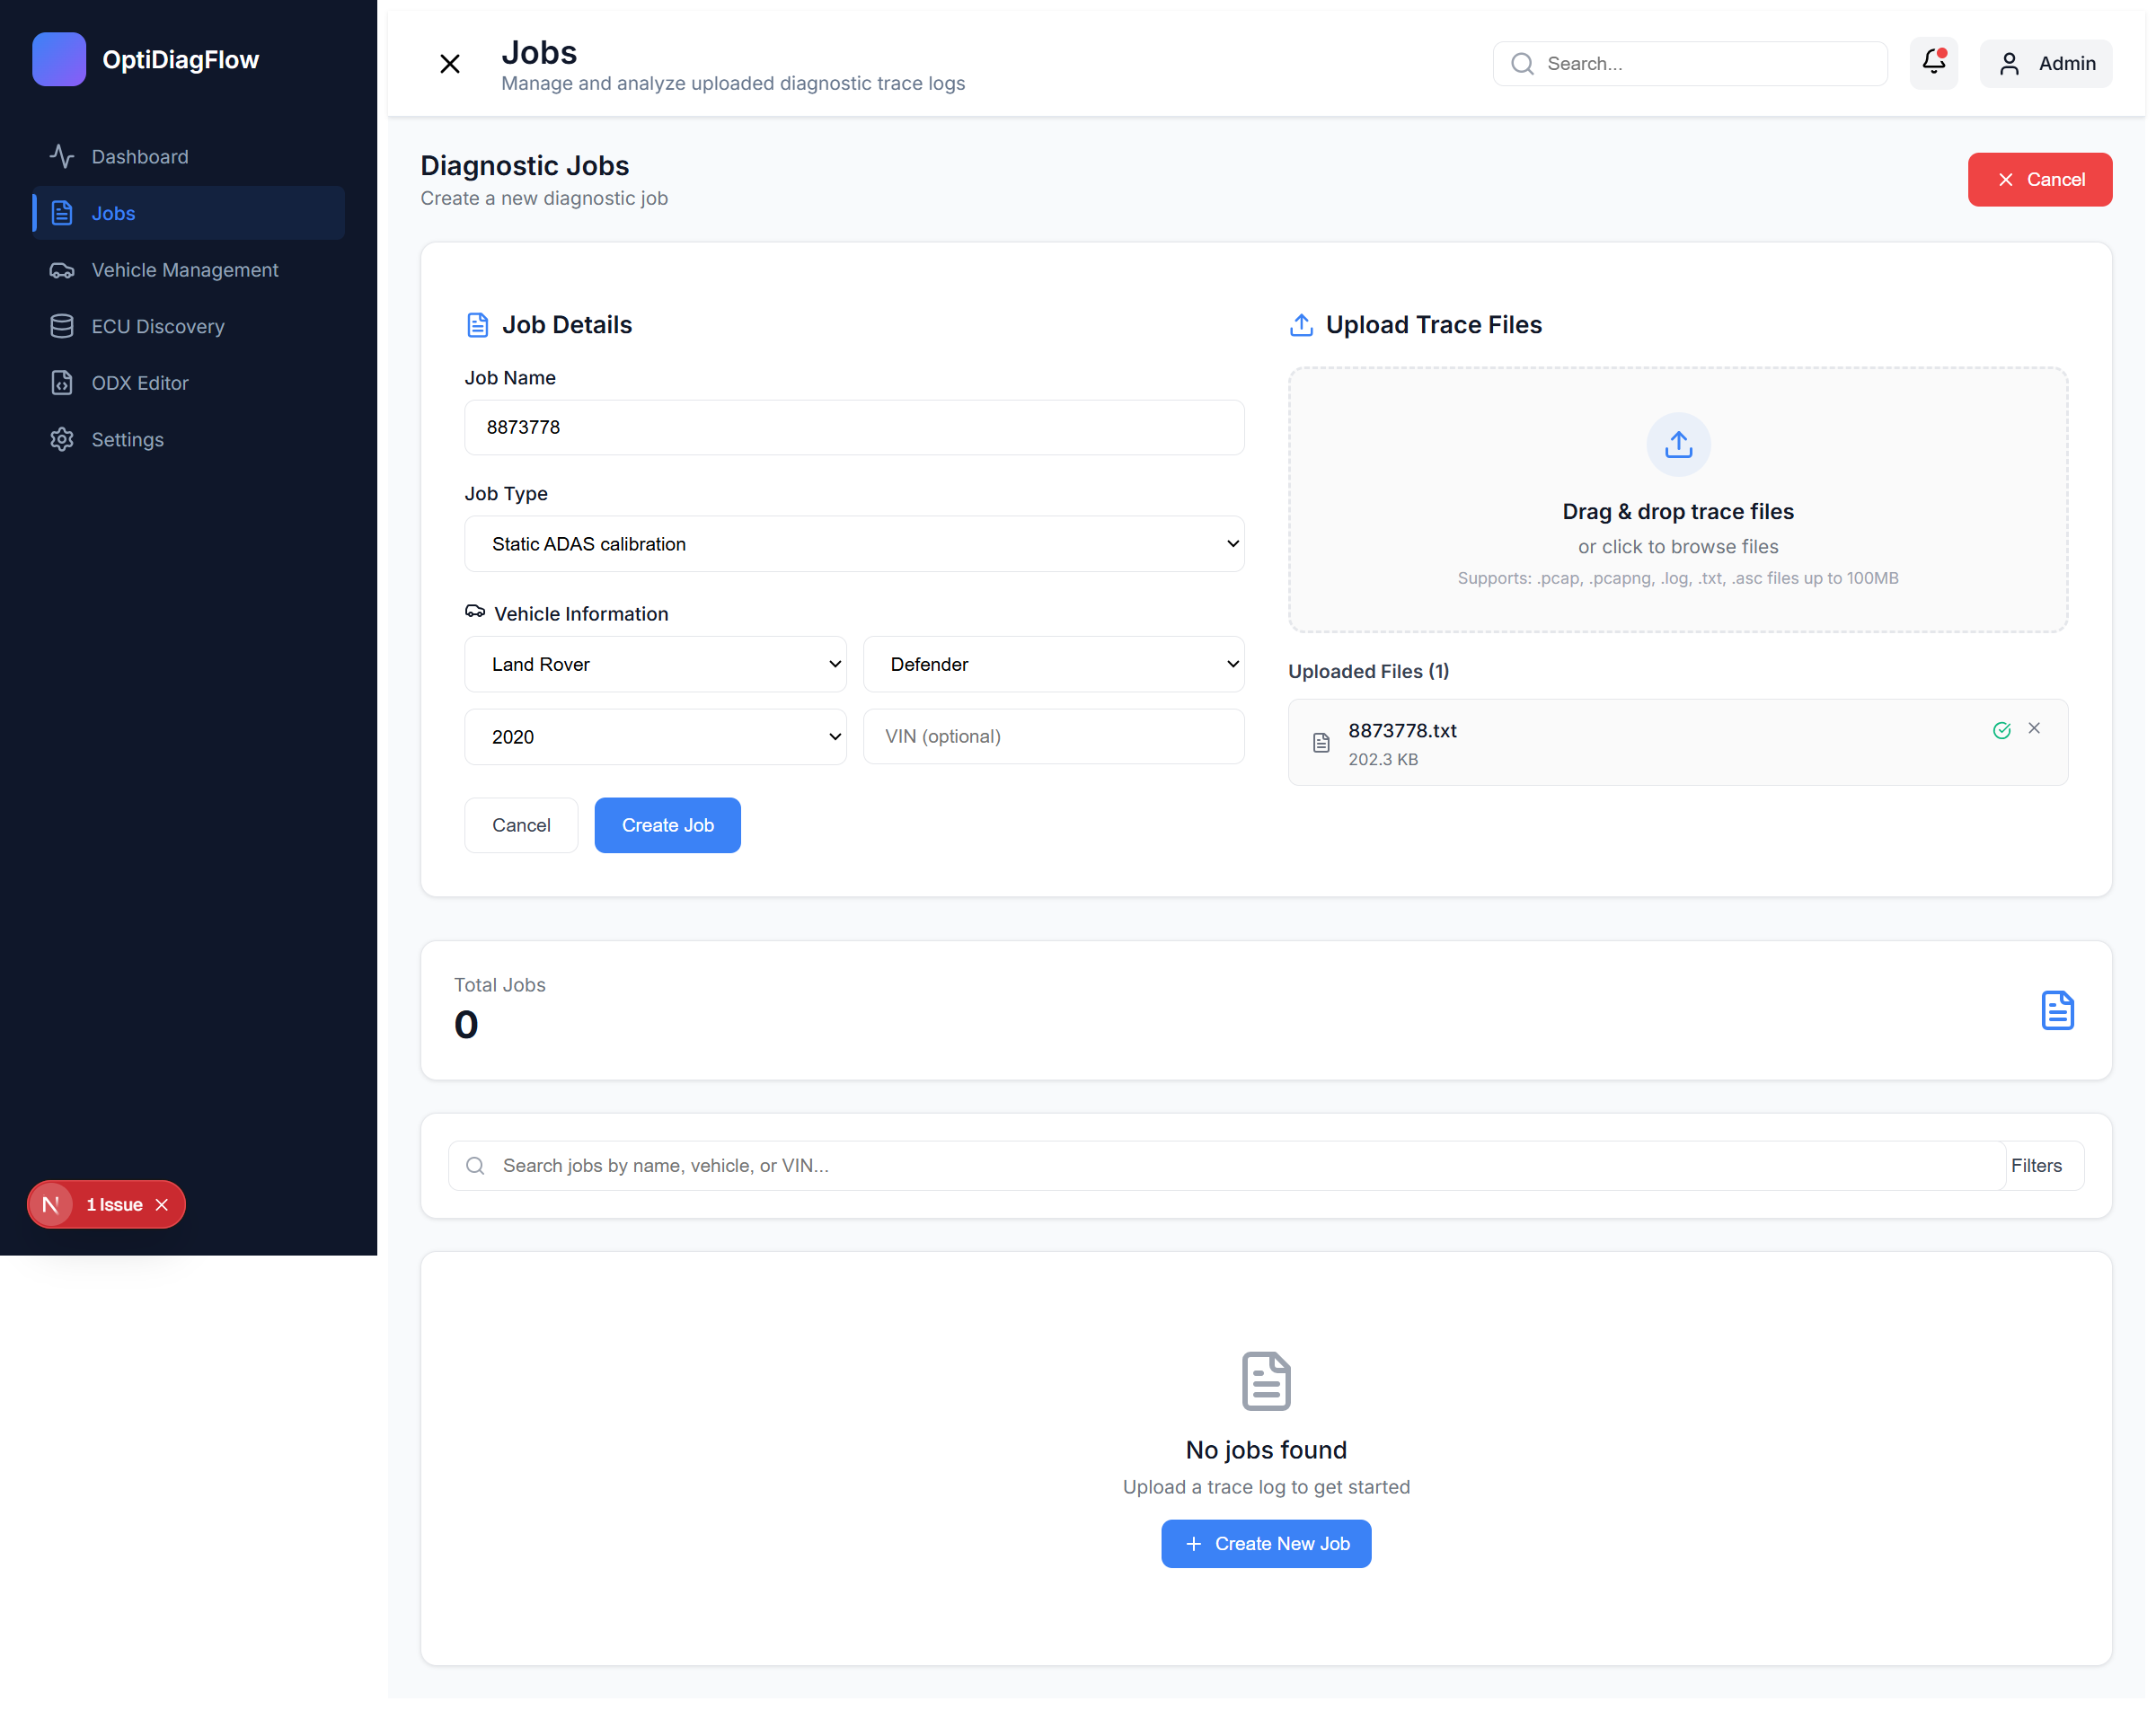 OptiDiagFlow
Dashboard
Jobs
Vehicle Management
ECU Discovery
ODX Editor
Settings
N 1 Issue
Jobs
Manage and analyze uploaded diagnostic trace logs
Search...
Admin
Diagnostic Jobs
Create a new diagnostic job
Cancel
Job Details
Job Name
8873778
Job Type
Static ADAS calibration
Vehicle Information
Land Rover
Defender
2020
VIN (optional)
Cancel
Create Job
Upload Trace Files
Drag & drop trace files
or click to browse files
Supports: .pcap, .pcapng, .log, .txt, .asc files up to 100MB
Uploaded Files (1)
8873778.txt
202.3 KB
Total Jobs
0
Search jobs by name, vehicle, or VIN...
Filters
No jobs found
Upload a trace log to get started
Create New Job